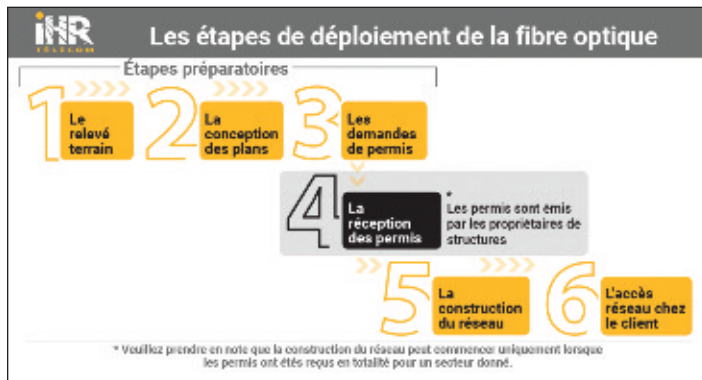 iHR
TÉLÉCOM
Les étapes de déploiement de la fibre optique
Étapes préparatoires
1
Le
relevé
terrain
2
La
conception
des plans
3
Les
demandes
de permis
4
La
réception
des permis
*
Les permis sont émis
par les propriétaires de
structures
5
La
construction
du réseau
6
L'accès
réseau chez
le client
* Veuillez prendre en note que la construction du réseau peut commencer uniquement lorsque
les permis ont étés reçus en totalité pour un secteur donné.